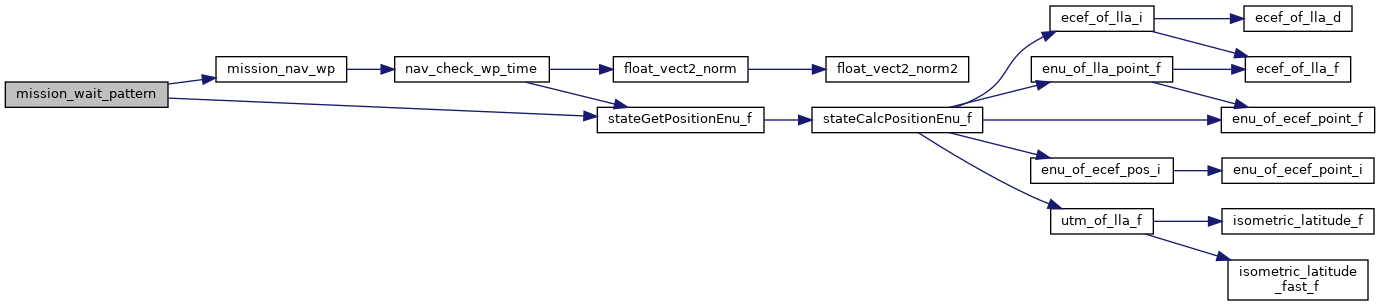 mission_wait_pattern
mission_nav_wp
nav_check_wp_time
float_vect2_norm
float_vect2_norm2
stateGetPositionEnu_f
stateCalcPositionEnu_f
ecef_of_lla_i
ecef_of_lla_d
enu_of_lla_point_f
ecef_of_lla_f
enu_of_ecef_point_f
enu_of_ecef_pos_i
enu_of_ecef_point_i
utm_of_lla_f
isometric_latitude_f
isometric_latitude
_fast_f